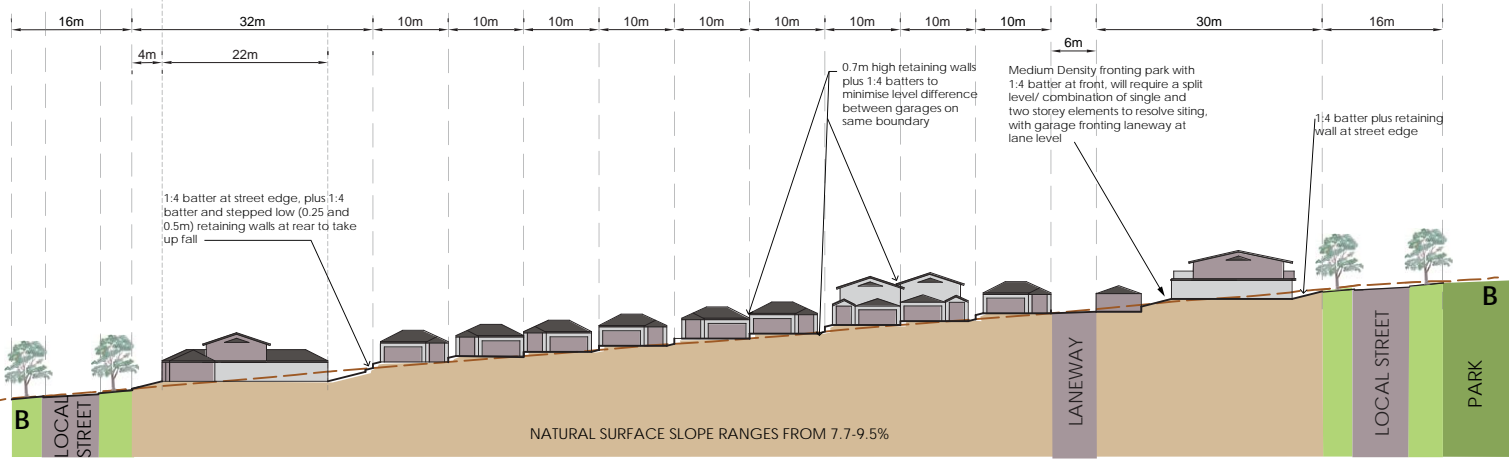 16m
32m
10m
10m
10m
10m
10m
10m
10m
10m
10m
30m
16m
4m
22m
6m
0.7m high retaining walls
plus 1:4 batters to
minimise level difference
between garages on
same boundary
Medium Density fronting park with
1:4 batter at front, will require a split
level/ combination of single and
two storey elements to resolve siting,
with garage fronting laneway at
lane level
1:4 batter plus retaining
wall at street edge
1:4 batter at street edge, plus 1:4
batter and stepped low (0.25 and
0.5m) retaining walls at rear to take
up fall
B
LOCAL
STREET
NATURAL SURFACE SLOPE RANGES FROM 7.7-9.5%
LANEWAY
LOCAL STREET
B
PARK